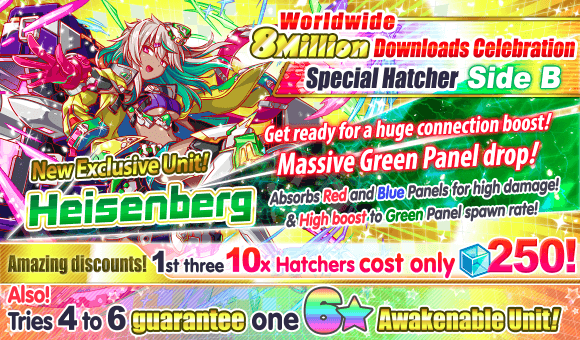 Worldwide
8Million Downloads Celebration
Special Hatcher Side B
Get ready for a huge connection boost!
Massive Green Panel drop!
New Exclusive Unit!
Heisenberg
Absorbs Red and Blue Panels for high damage!
& High boost to Green Panel spawn rate!
Amazing discounts! 1st three 10x Hatchers cost only 250!
Also!
Tries 4 to 6 guarantee one 6★ Awakenable Unit!